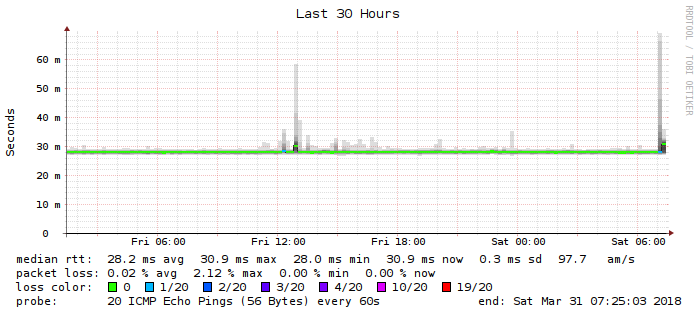 Last 30 Hours
RRDTOOL / TOBI OETIKER
Seconds
60 m
50 m
40 m
30 m
20 m
10 m
0
Fri 06:00 Fri 12:00 Fri 18:00 Sat 00:00 Sat 06:00
median rtt: 28.2 ms avg 30.9 ms max 28.0 ms min 30.9 ms now 0.3 ms sd 97.7 am/s
packet loss: 0.02 % avg 2.12 % max 0.00 % min 0.00 % now
loss color: 0 1/20 2/20 3/20 4/20 10/20 19/20
probe: 20 ICMP Echo Pings (56 Bytes) every 60s end: Sat Mar 31 07:25:03 2018